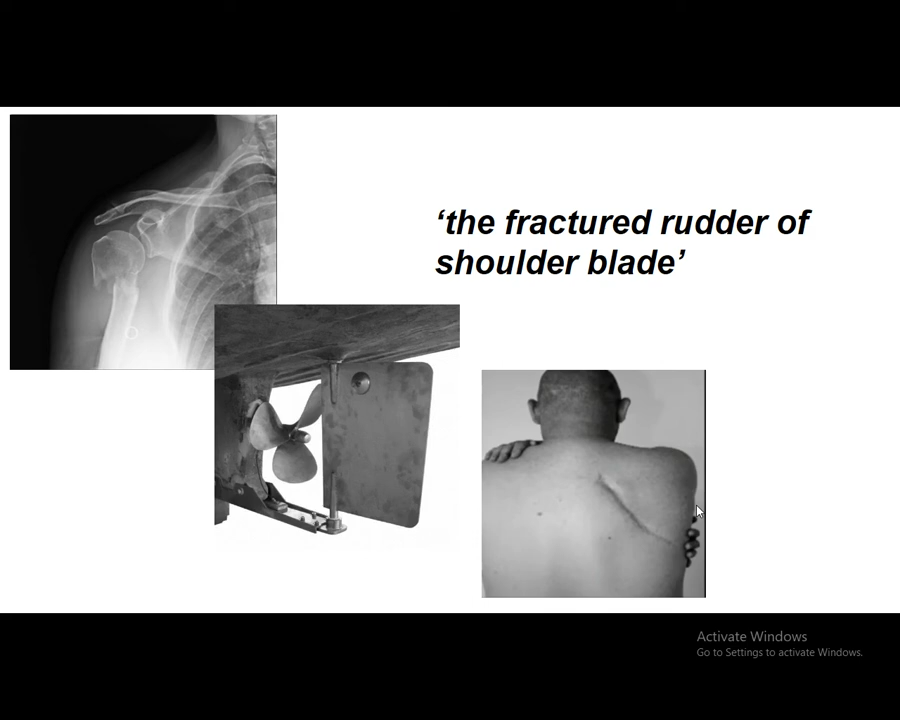 ‘the fractured rudder of
shoulder blade’
Activate Windows
Go to Settings to activate Windows.